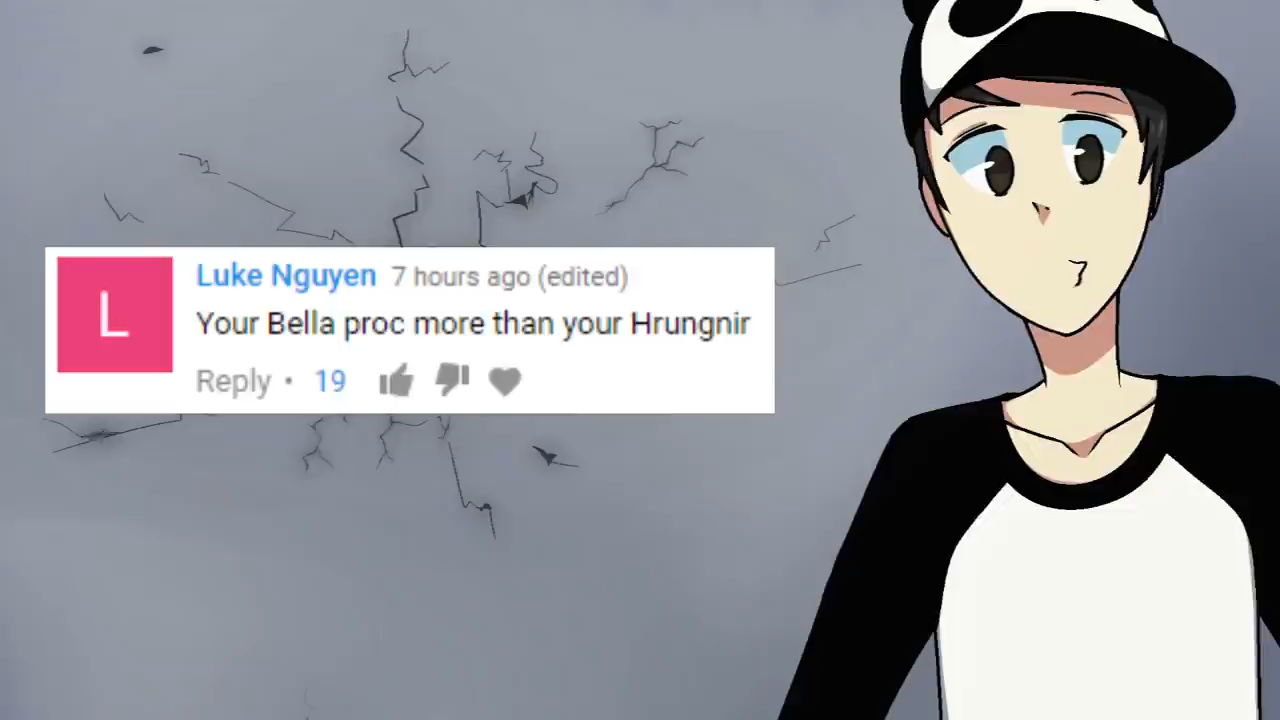 L
Luke Nguyen 7 hours ago (edited)
Your Bella proc more than your Hrungnir
Reply • 19